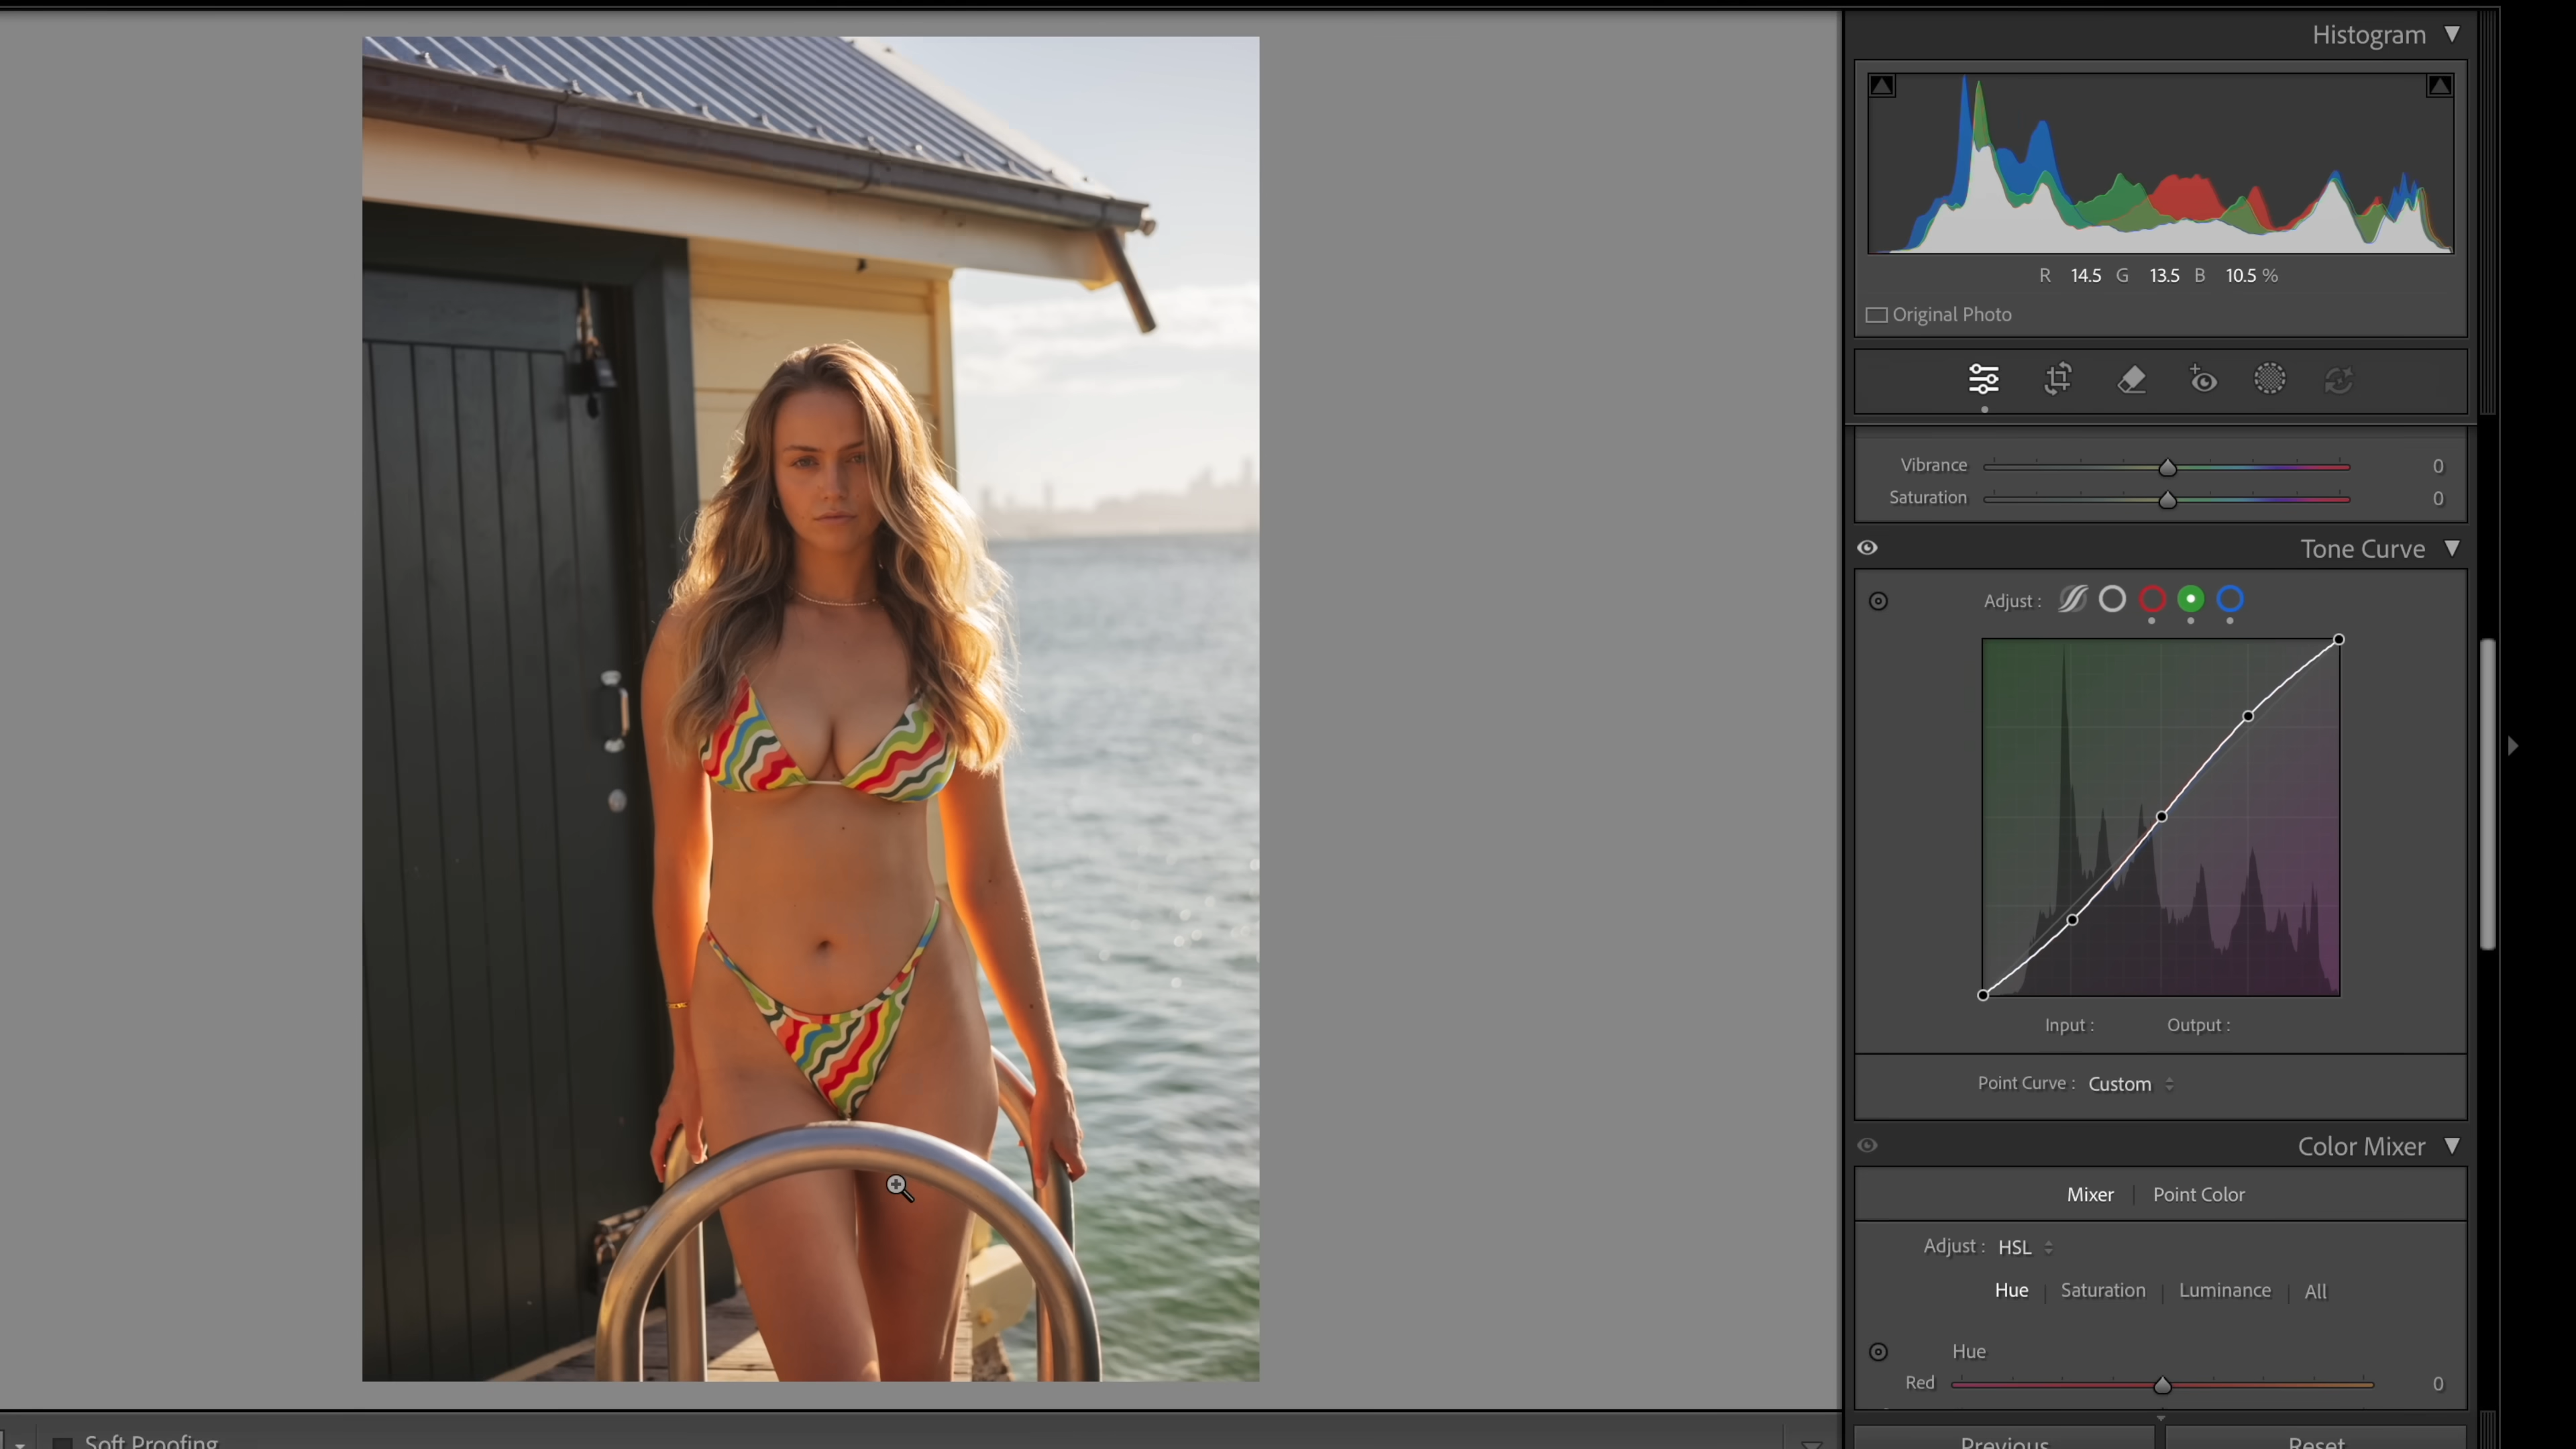 Histogram
R 14.5 G 13.5 B 10.5 %
Original Photo
Vibrance 0
Saturation 0
Tone Curve
Adjust :
Input : Output :
Point Curve : Custom
Color Mixer
Mixer | Point Color
Adjust : HSL
Hue | Saturation | Luminance | All
Hue
Red 0
Soft Proofing
Previous Reset